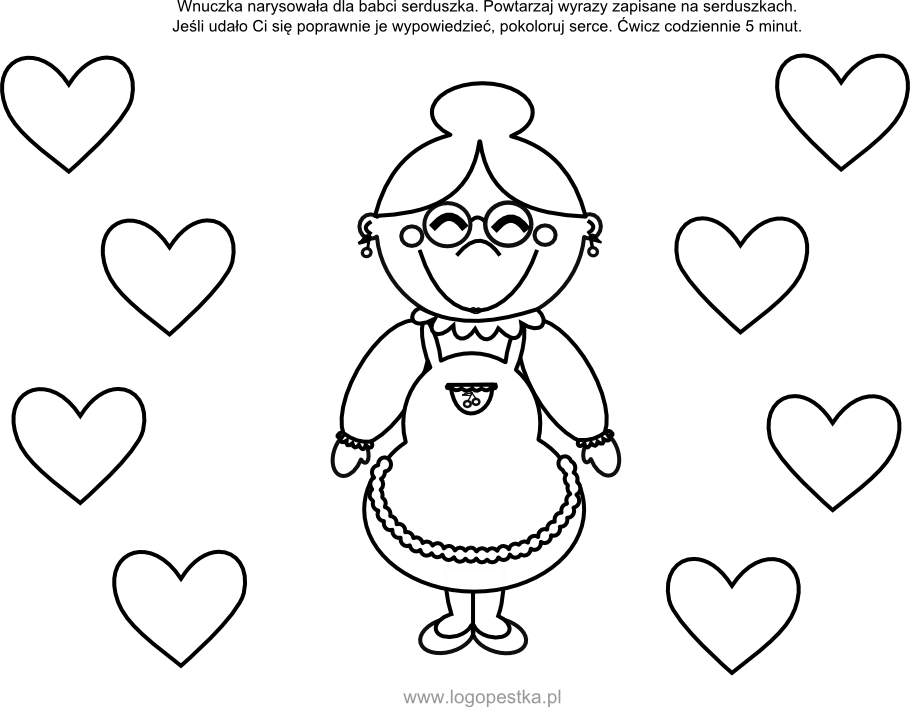 Wnuczka narysowała dla babci serduszka. Powtarzaj wyrazy zapisane na serduszkach.
Jeśli udało Ci się poprawnie je wypowiedzieć, pokoloruj serce. Ćwicz codziennie 5 minut.
www.logopestka.pl